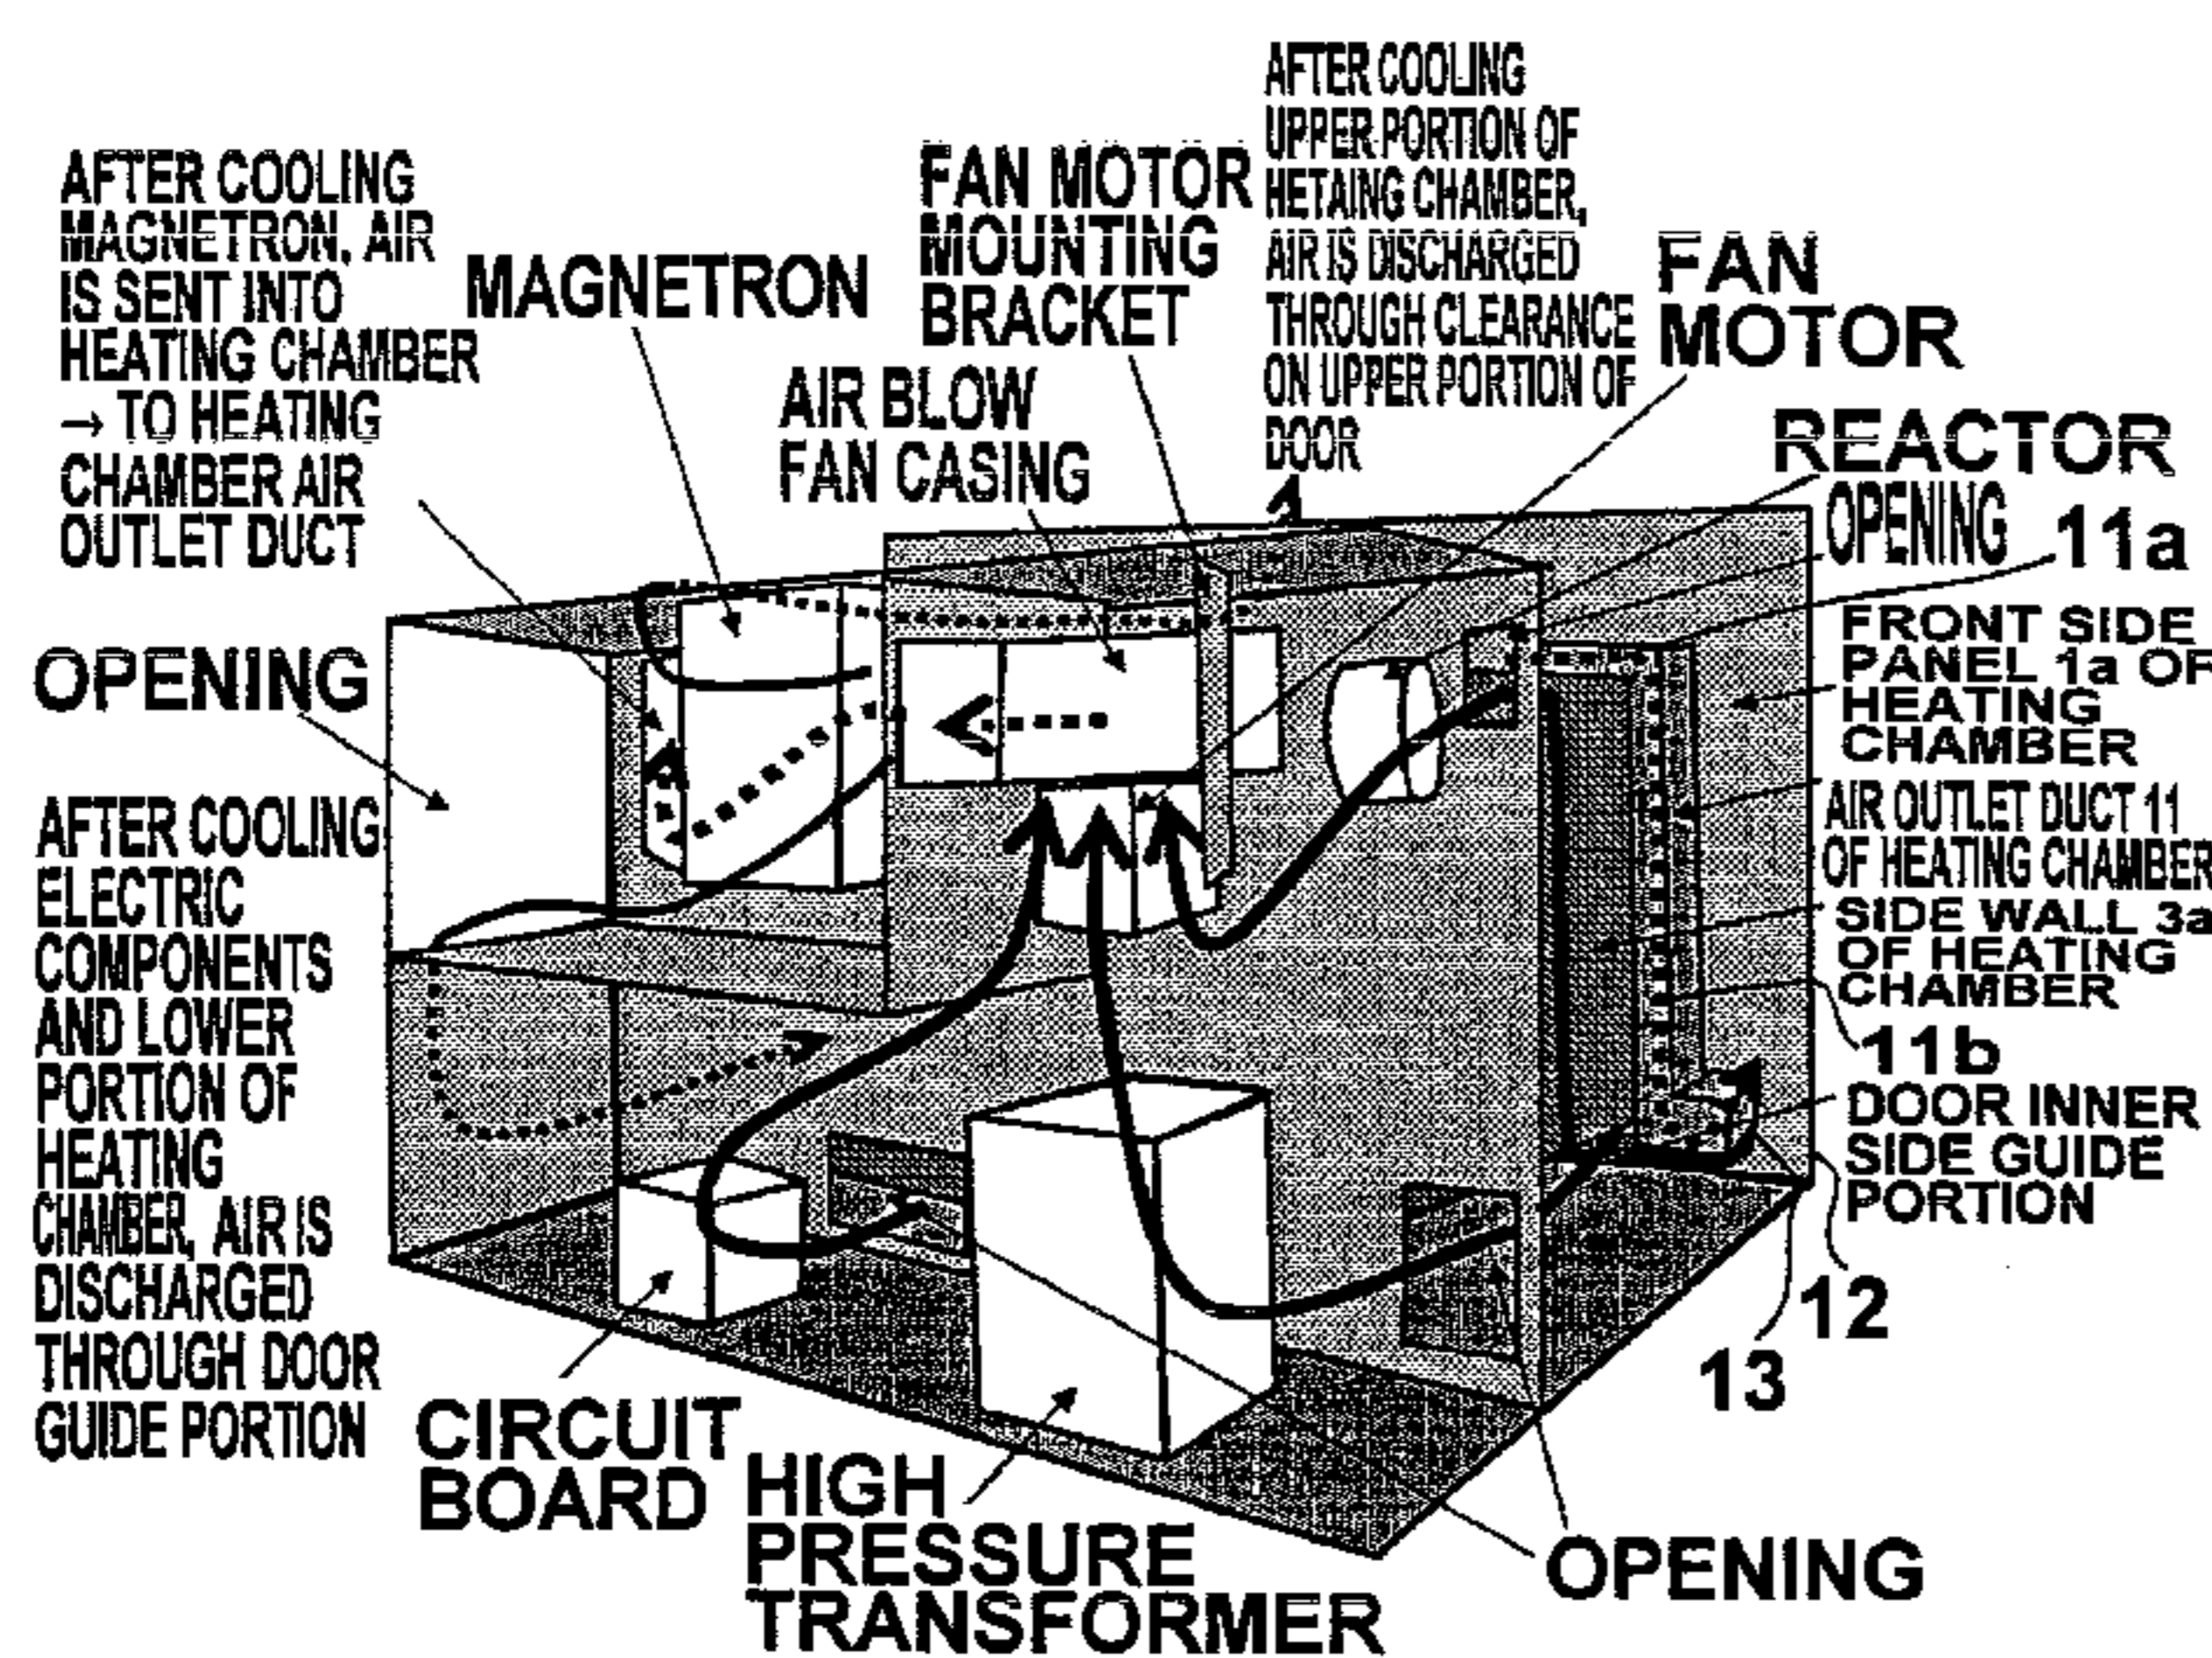 AFTER COOLING
MAGNETRON, AIR
IS SENT INTO
HEATING CHAMBER
→ TO HEATING
CHAMBER AIR
OUTLET DUCT
MAGNETRON
FAN MOTOR
MOUNTING
BRACKET
AIR BLOW
FAN CASING
AFTER COOLING
UPPER PORTION OF
HETAING CHAMBER,
AIR IS DISCHARGED
THROUGH CLEARANCE
ON UPPER PORTION OF
DOOR
FAN
MOTOR
REACTOR
OPENING
11a
FRONT SIDE
PANEL 1a OF
HEATING
CHAMBER
AIR OUTLET DUCT 11
OF HEATING CHAMBER
SIDE WALL 3a
OF HEATING
CHAMBER
11b
DOOR INNER
SIDE GUIDE
PORTION
12
13
OPENING
OPENING
AFTER COOLING
ELECTRIC
COMPONENTS
AND LOWER
PORTION OF
HEATING
CHAMBER, AIR IS
DISCHARGED
THROUGH DOOR
GUIDE PORTION
CIRCUIT
BOARD
HIGH
PRESSURE
TRANSFORMER